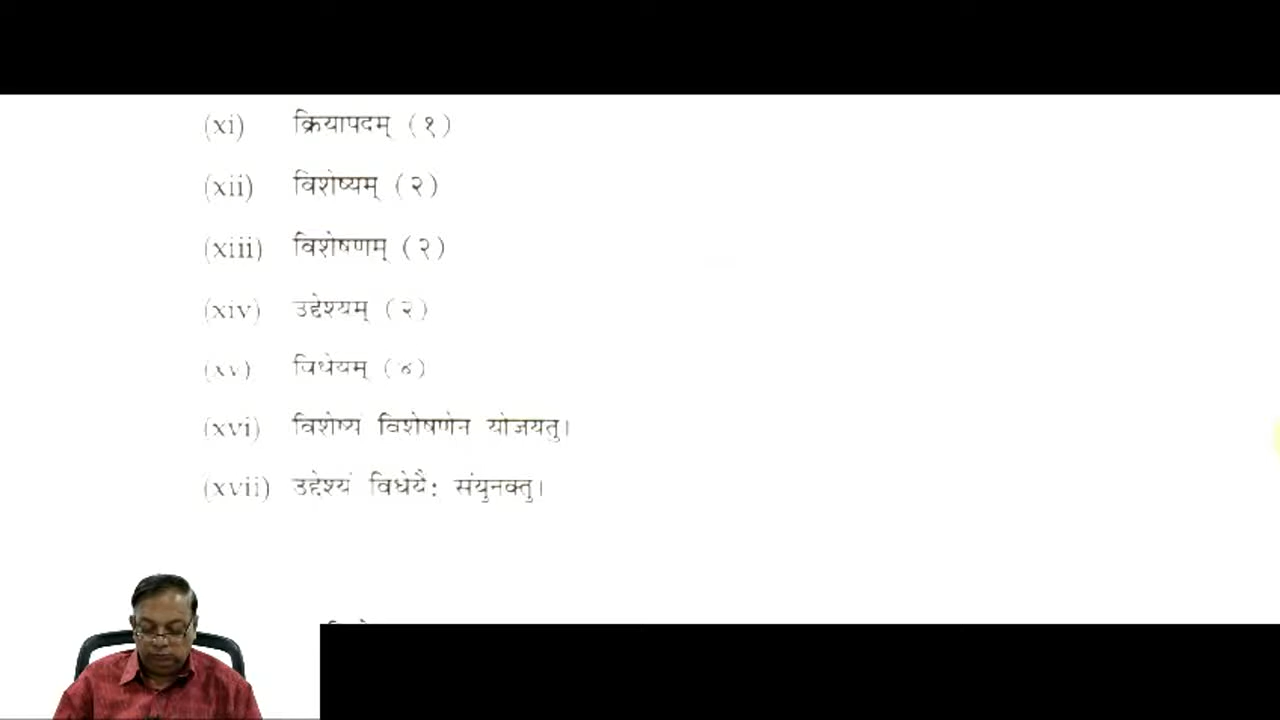 (xi) क्रियापदम् (१)
(xii) विशेष्यम् (२)
(xiii) विशेषणम् (२)
(xiv) उद्देश्यम् (२)
(xv) विधेयम् (४)
(xvi) विशेष्यं विशेषणेन योजयतु।
(xvii) उद्देश्यं विधेयैः संयुनक्तु।